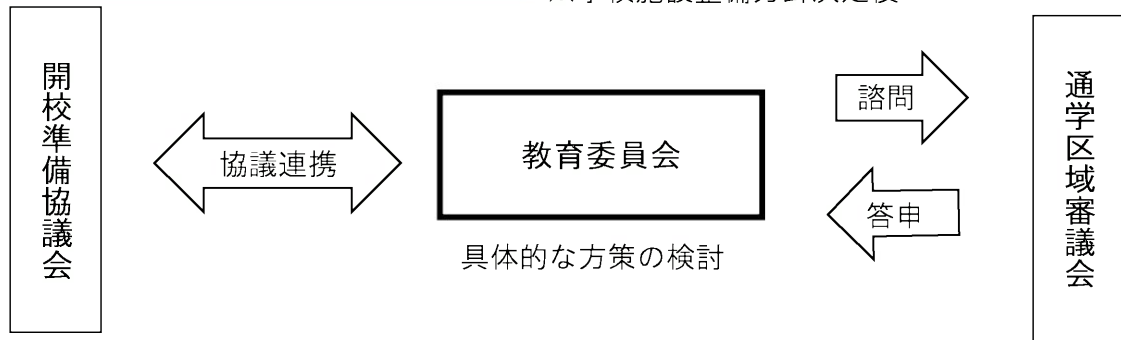 開校準備協議会
協議連携
教育委員会
具体的な方策の検討
諮問
答申
通学区域審議会